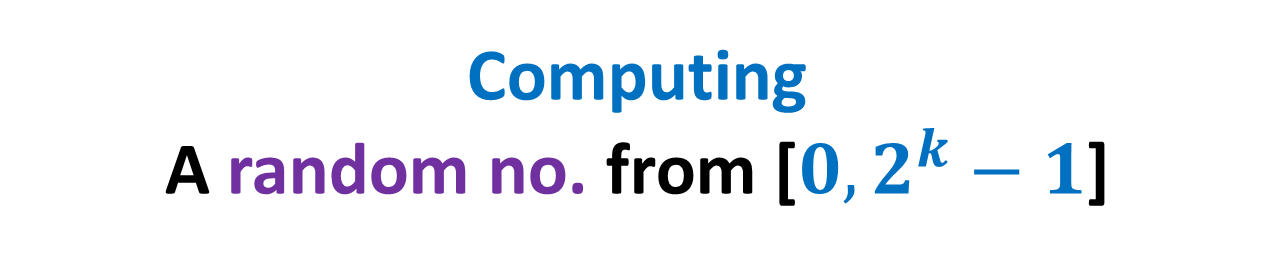 Computing
A random no. from [0, 2^k − 1]